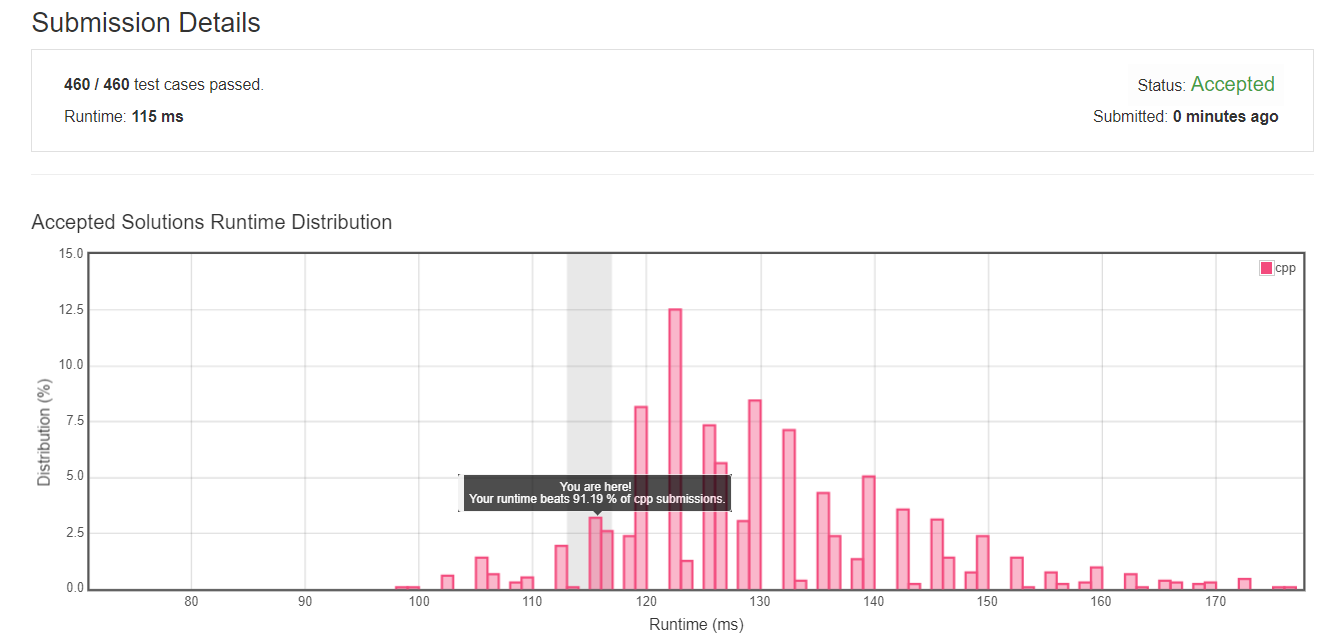 Submission Details
460 / 460 test cases passed.
Status: Accepted
Runtime: 115 ms
Submitted: 0 minutes ago
Accepted Solutions Runtime Distribution
cpp
15.0
12.5
10.0
7.5
5.0
2.5
0.0
Distribution (%)
You are here!
Your runtime beats 91.19 % of cpp submissions.
80 90 100 110 120 130 140 150 160 170
Runtime (ms)